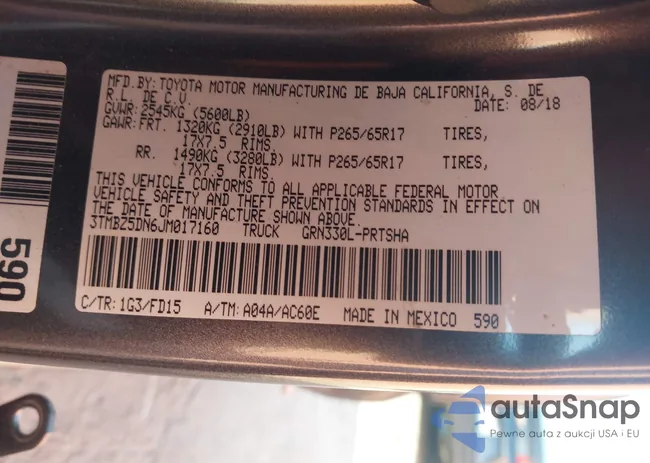 MFD.BY: TOYOTA MOTOR MANUFACTURING DE BAJA CALIFORNIA, S. DE
R.L. DE C.V. DATE: 08/18
GVWR: 2545KG (5600LB)
GAWR: FRT. 1320KG (2910LB) WITH P265/65R17 TIRES,
17X7.5 RIMS
RR. 1490KG (3280LB) WITH P265/65R17 TIRES,
17X7.5 RIMS.
THIS VEHICLE CONFORMS TO ALL APPLICABLE FEDERAL MOTOR
VEHICLE SAFETY AND THEFT PREVENTION STANDARDS IN EFFECT ON
THE DATE OF MANUFACTURE SHOWN ABOVE.
3TMBZ5DN6JM017160 TRUCK GRN330L-PRTSHA
C/TR: 1G3/FD15 A/TM: A04A/AC60E MADE IN MEXICO 590
590
autaSnap
Pewne auta z aukcji USA i EU